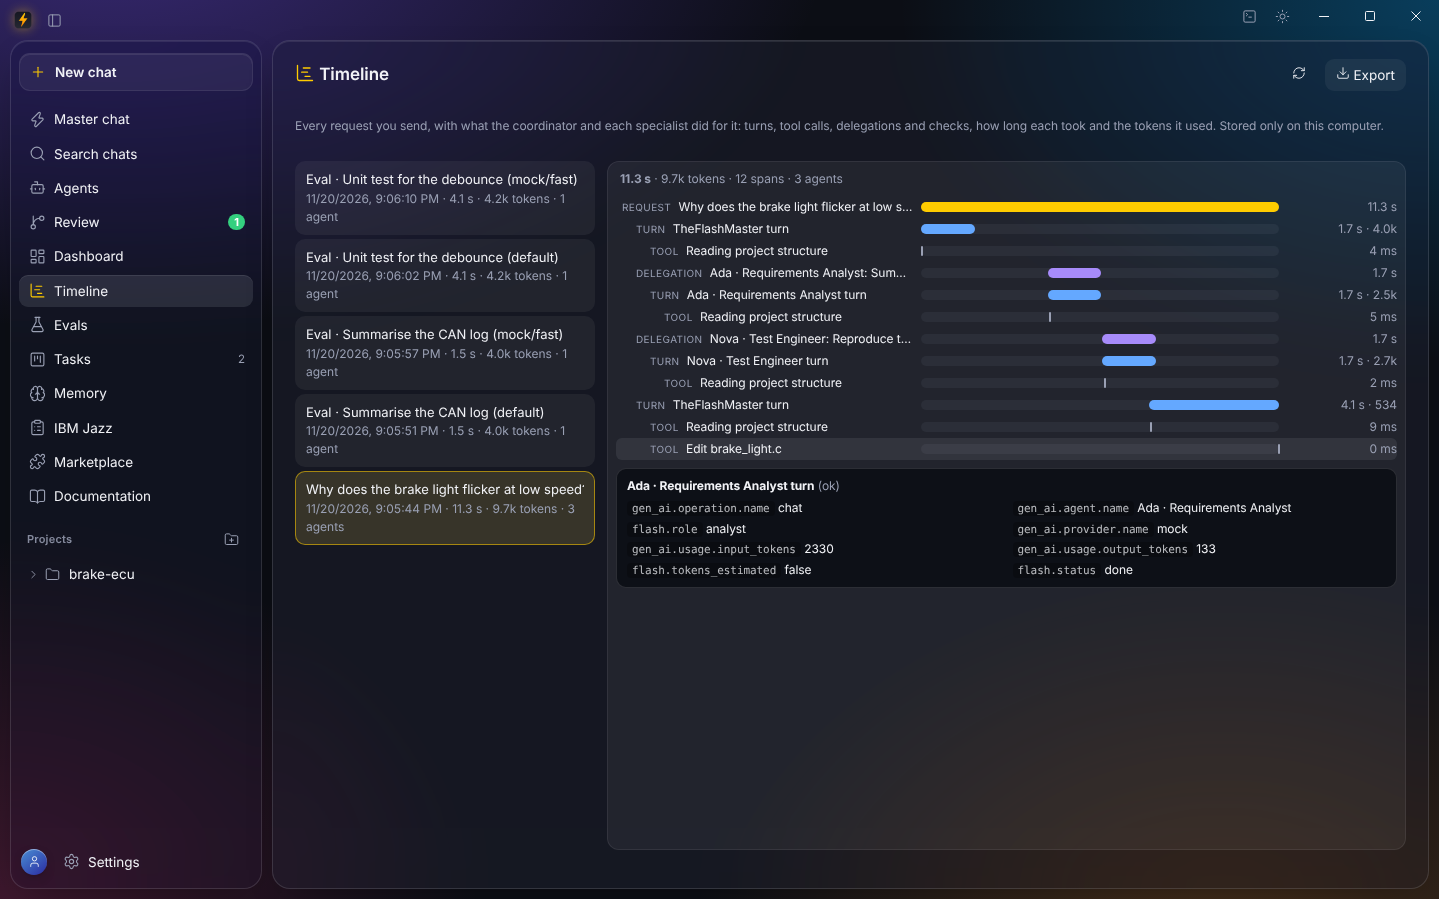 New chat
Master chat
Search chats
Agents
Review 1
Dashboard
Timeline
Evals
Tasks 2
Memory
IBM Jazz
Marketplace
Documentation
Projects
brake-ecu
Settings
Timeline
Export
Every request you send, with what the coordinator and each specialist did for it: turns, tool calls, delegations and checks, how long each took and the tokens it used. Stored only on this computer.
Eval · Unit test for the debounce (mock/fast)
11/20/2026, 9:06:10 PM · 4.1 s · 4.2k tokens · 1
agent
Eval · Unit test for the debounce (default)
11/20/2026, 9:06:02 PM · 4.1 s · 4.2k tokens · 1
agent
Eval · Summarise the CAN log (mock/fast)
11/20/2026, 9:05:57 PM · 1.5 s · 4.0k tokens · 1
agent
Eval · Summarise the CAN log (default)
11/20/2026, 9:05:51 PM · 1.5 s · 4.0k tokens · 1
agent
Why does the brake light flicker at low speed
11/20/2026, 9:05:44 PM · 11.3 s · 9.7k tokens · 3
agents
11.3 s · 9.7k tokens · 12 spans · 3 agents
REQUEST Why does the brake light flicker at low s... 11.3 s
TURN TheFlashMaster turn 1.7 s · 4.0k
TOOL Reading project structure 4 ms
DELEGATION Ada · Requirements Analyst: Sum... 1.7 s
TURN Ada · Requirements Analyst turn 1.7 s · 2.5k
TOOL Reading project structure 5 ms
DELEGATION Nova · Test Engineer: Reproduce t... 1.7 s
TURN Nova · Test Engineer turn 1.7 s · 2.7k
TOOL Reading project structure 2 ms
TURN TheFlashMaster turn 4.1 s · 534
TOOL Reading project structure 9 ms
TOOL Edit brake_light.c 0 ms
Ada · Requirements Analyst turn (ok)
gen_ai.operation.name chat gen_ai.agent.name Ada · Requirements Analyst
flash.role analyst gen_ai.provider.name mock
gen_ai.usage.input_tokens 2330 gen_ai.usage.output_tokens 133
flash.tokens_estimated false flash.status done